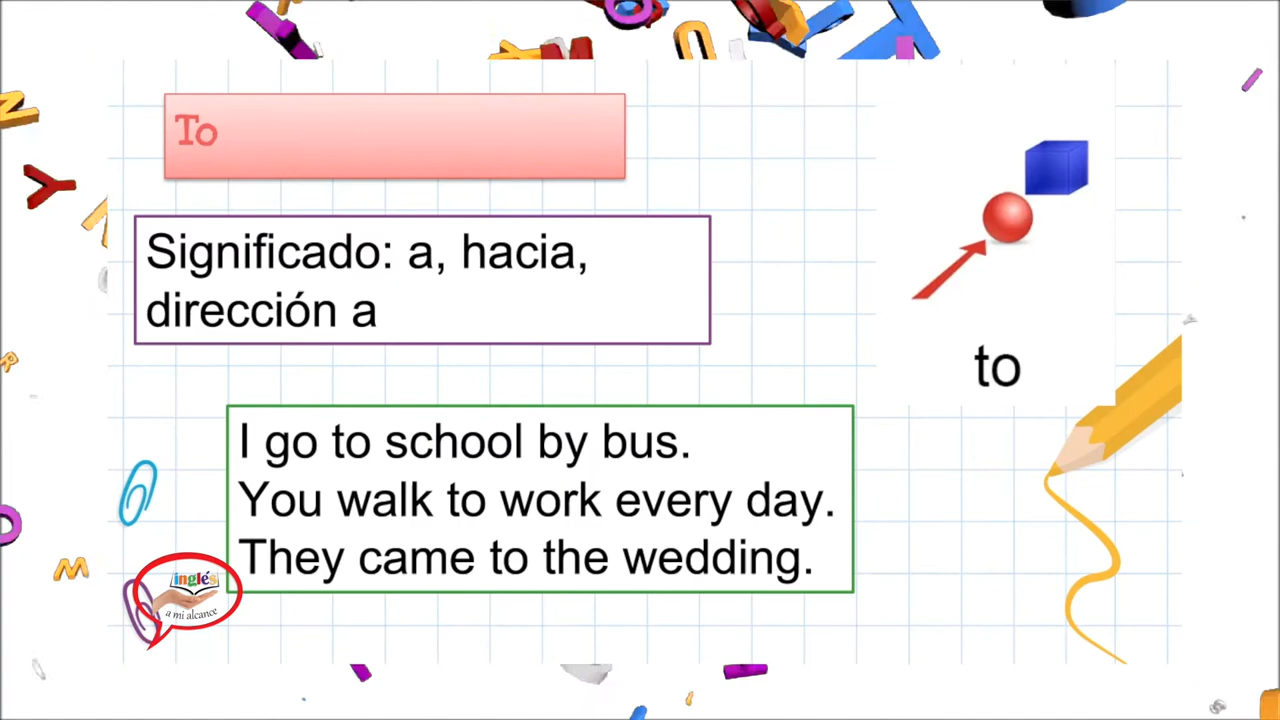 To
Significado: a, hacia,
dirección a
to
I go to school by bus.
You walk to work every day.
They came to the wedding.
inglés
a mi alcance